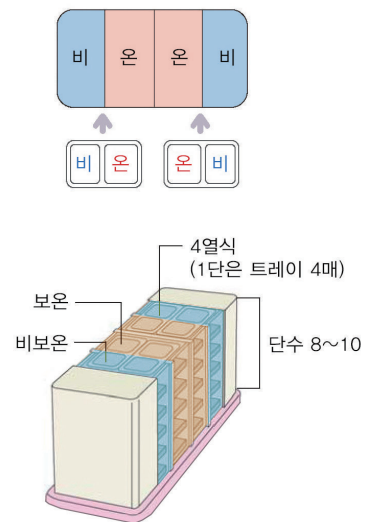 비 온 온 비
비 온 온 비
4열식
(1단은 트레이 4매)
보온
비보온
단수 8~10